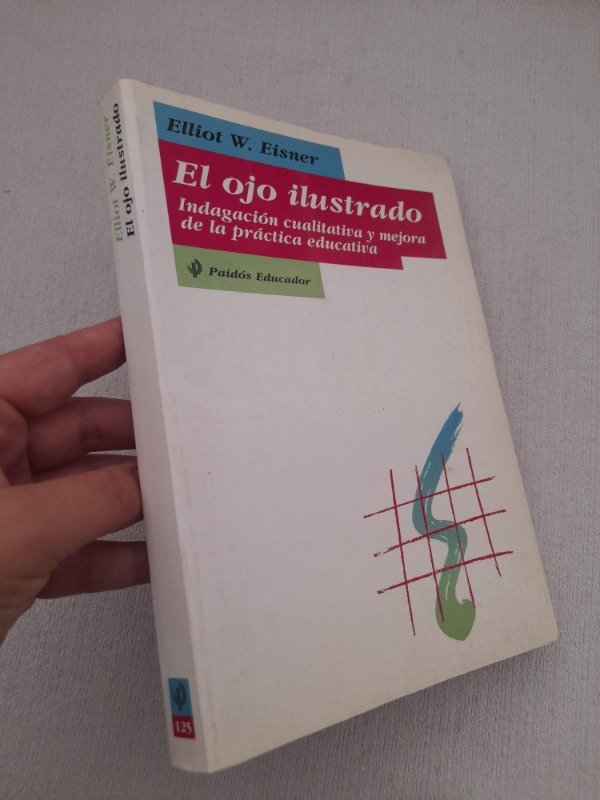 Elliot W. Eisner
El ojo ilustrado
Indagación cualitativa y mejora
de la práctica educativa
Paidós Educador
Elliot W. Eisner
El ojo ilustrado
125